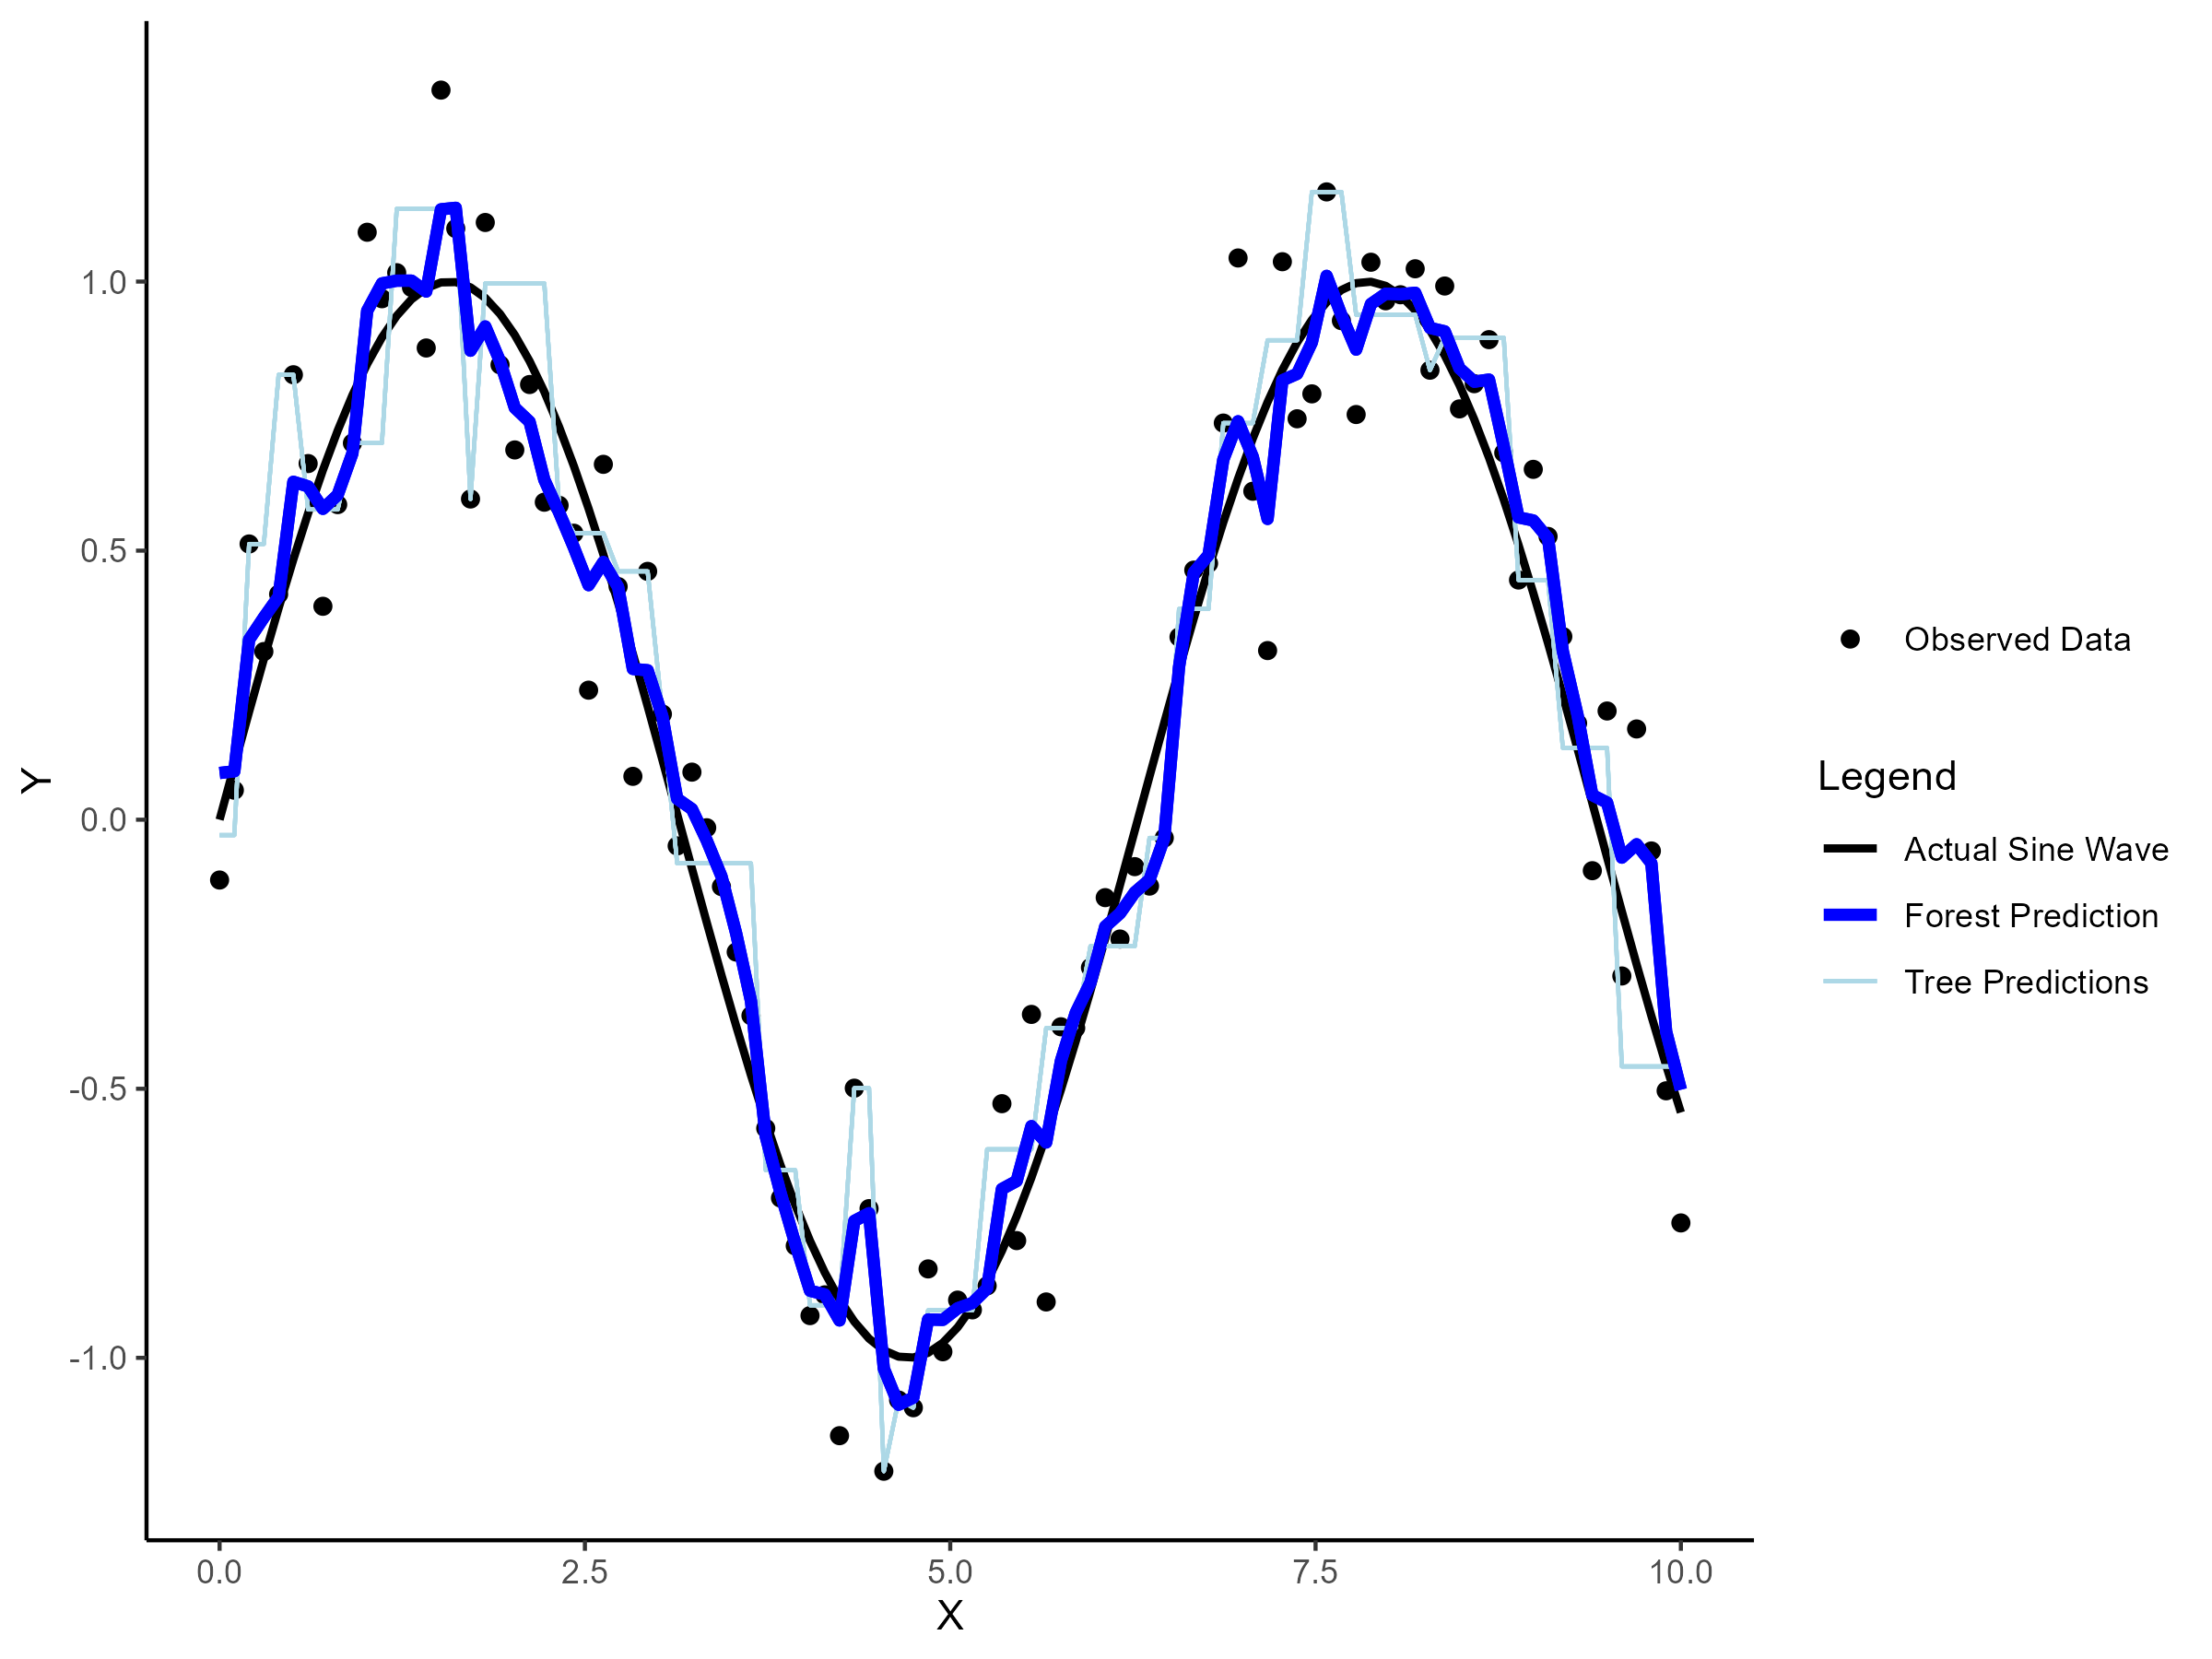 Y
1.0
0.5
0.0
-0.5
-1.0
0.0 2.5 5.0 7.5 10.0
X
Observed Data
Legend
Actual Sine Wave
Forest Prediction
Tree Predictions